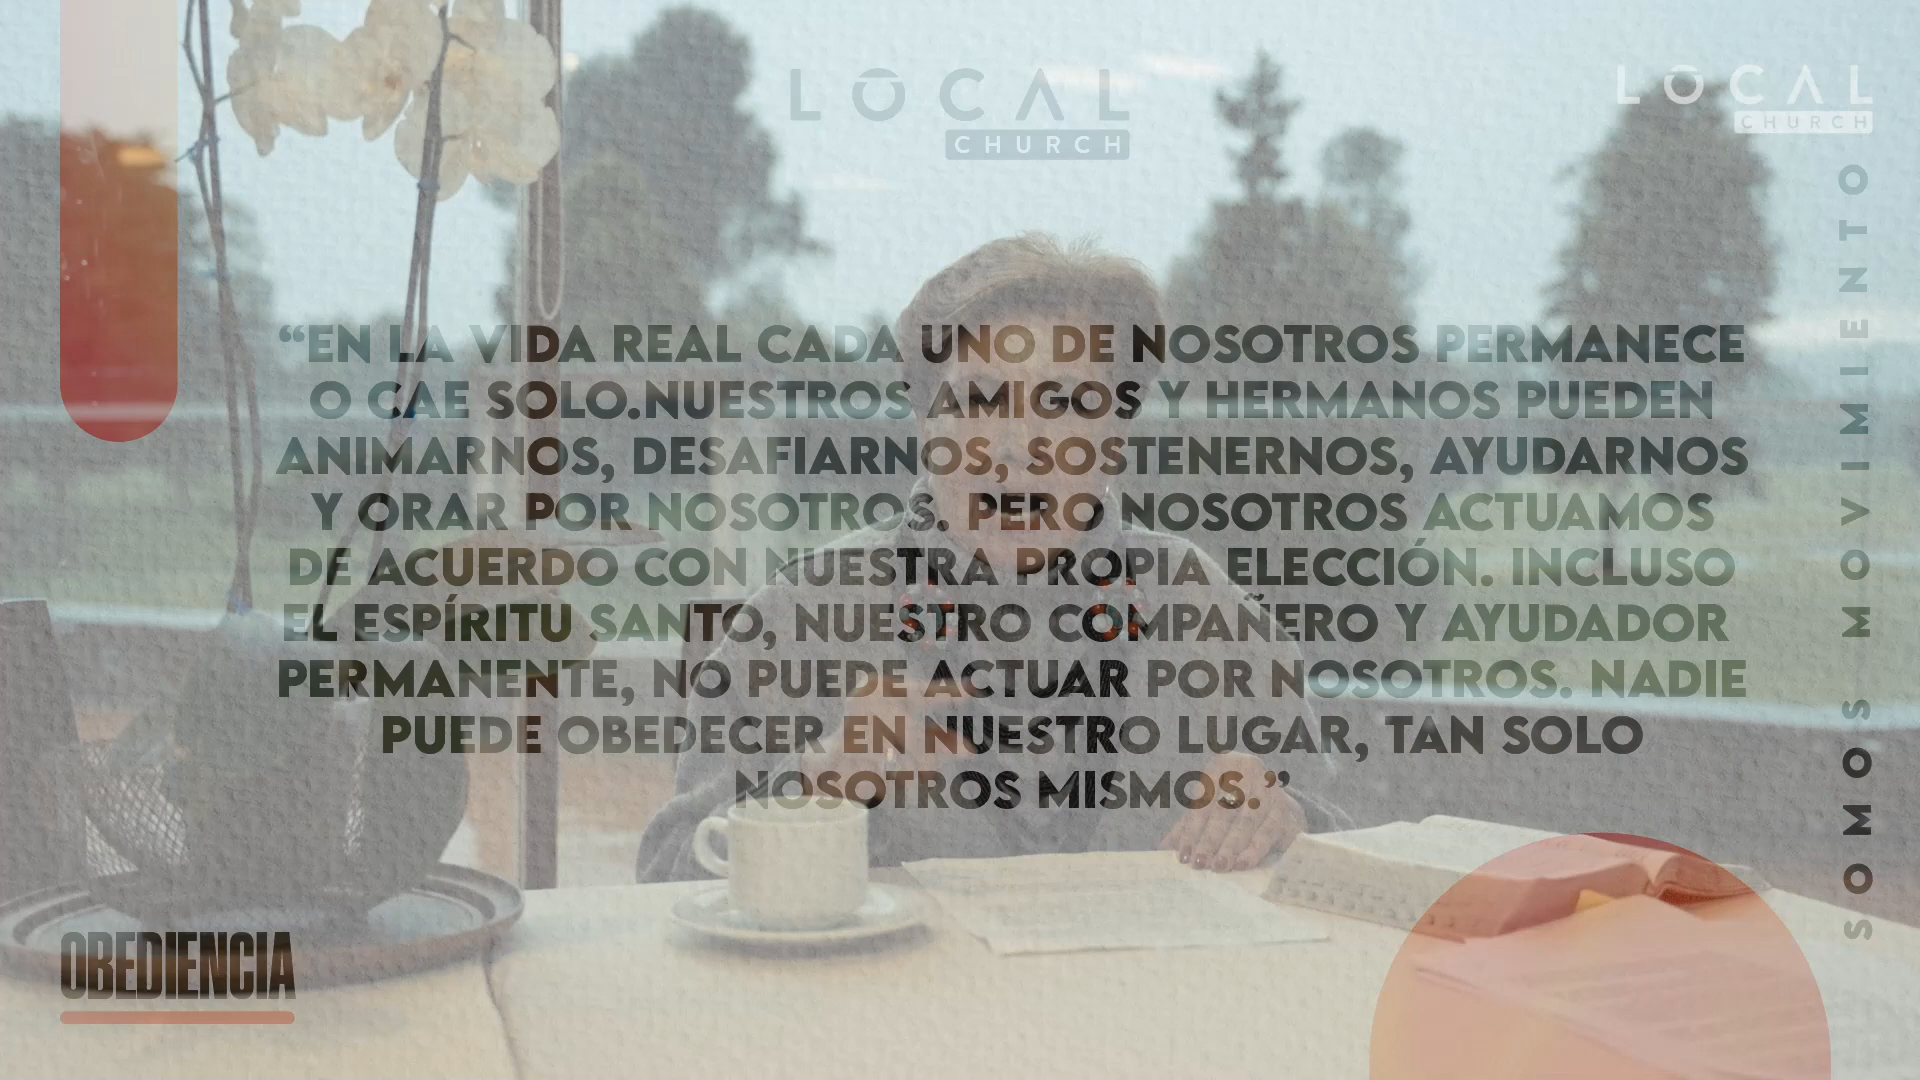 LOCAL
CHURCH
LOCAL
CHURCH
“EN LA VIDA REAL CADA UNO DE NOSOTROS PERMANECE
O CAE SOLO.NUESTROS AMIGOS Y HERMANOS PUEDEN
ANIMARNOS, DESAFIARNOS, SOSTENERNOS, AYUDARNOS
Y ORAR POR NOSOTROS. PERO NOSOTROS ACTUAMOS
DE ACUERDO CON NUESTRA PROPIA ELECCIÓN. INCLUSO
EL ESPÍRITU SANTO, NUESTRO COMPAÑERO Y AYUDADOR
PERMANENTE, NO PUEDE ACTUAR POR NOSOTROS. NADIE
PUEDE OBEDECER EN NUESTRO LUGAR, TAN SOLO
NOSOTROS MISMOS.”
SOMOS MOVIMIENTO
OBEDIENCIA